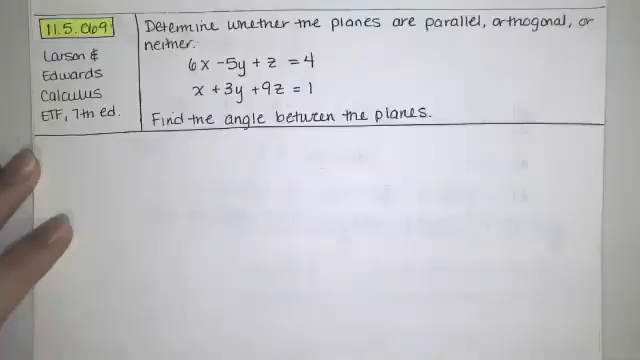 11.5.069
Larson &
Edwards
Calculus
ETF, 7th ed.
Determine whether the planes are parallel, orthogonal, or
neither.
6x -5y + z = 4
x + 3y + 9z = 1
Find the angle between the planes.